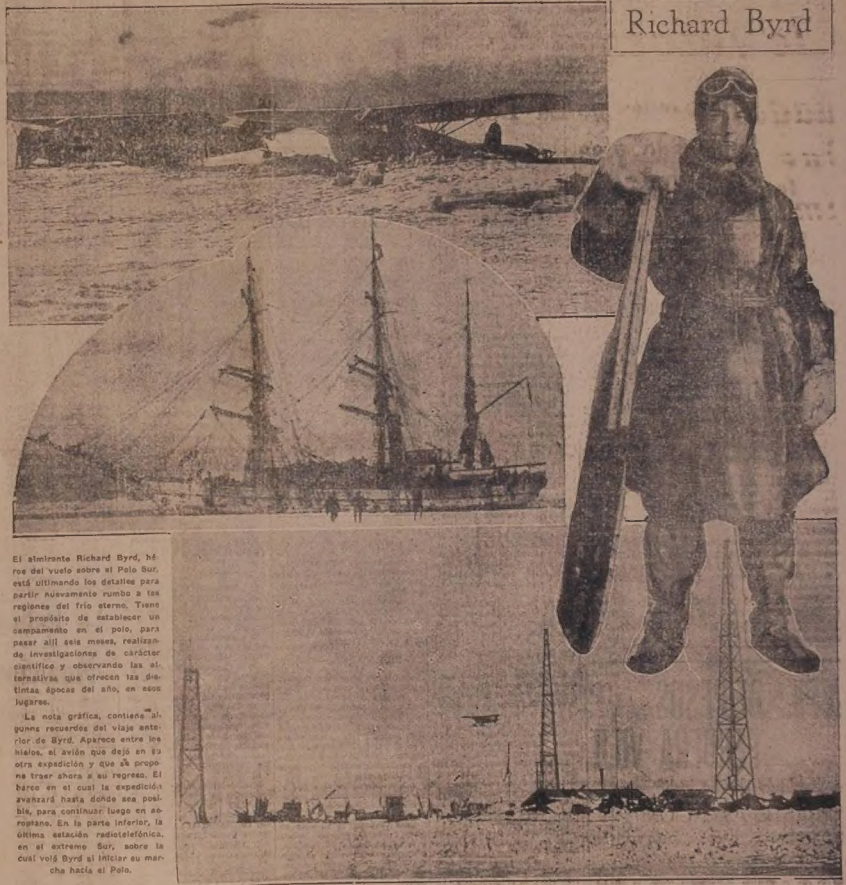 Richard Byrd
El almirante Richard Byrd, hé-
roe del vuelo sobre el Polo Sur,
está ultimando los detalles para
partir nuevamente rumbo a las
regiones del frío eterno. Tiene
el propósito de establecer un
campamento en el polo, para
pasar allí seis meses, realizan-
do investigaciones de carácter
científico y observando las al-
ternativas que ofrecen las dis-
tintas épocas del año, en esos
lugares.
La nota gráfica, contiene al-
gunos recuerdos del viaje ante-
rior de Byrd. Aparece entre los
hielos, el avión que dejó en su
otra expedición y que se propo-
ne traer ahora a su regreso. El
barco en el cual la expedición
avanzará hasta donde sea posi-
ble, para continuar luego en ae-
roplano. En la parte inferior, la
última estación radiotelefónica,
en el extremo Sur, sobre la
cual voló Byrd al iniciar su mar-
cha hacia el Polo.